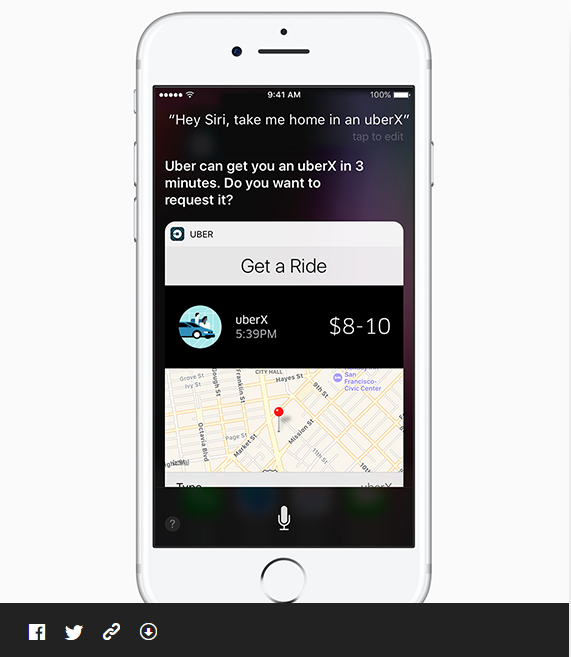 9:41 AM
100%
“Hey Siri, take me home in an uberX”
tap to edit
Uber can get you an uberX in 3
minutes. Do you want to
request it?
UBER
Get a Ride
uberX
5:39PM
$8-10
CITY HALL
Grove St
Ivy St
Gough St
Franklin St
Hayes St
9th St
San
Francisco-
Civic Center
Octavia Blvd
Page St
Market St
Mission St
11th St
10th
Type
uberX
?